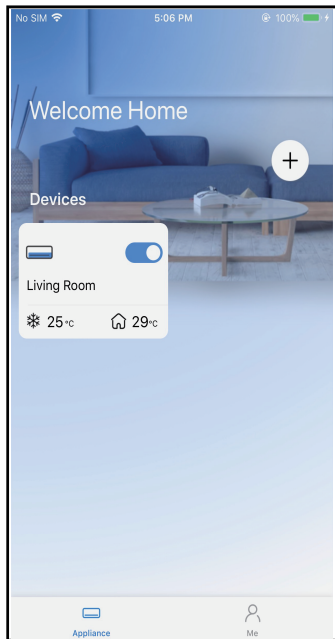 No SIM 5:06 PM 100%
Welcome Home
+
Devices
Living Room
25°C 29°C
Appliance Me